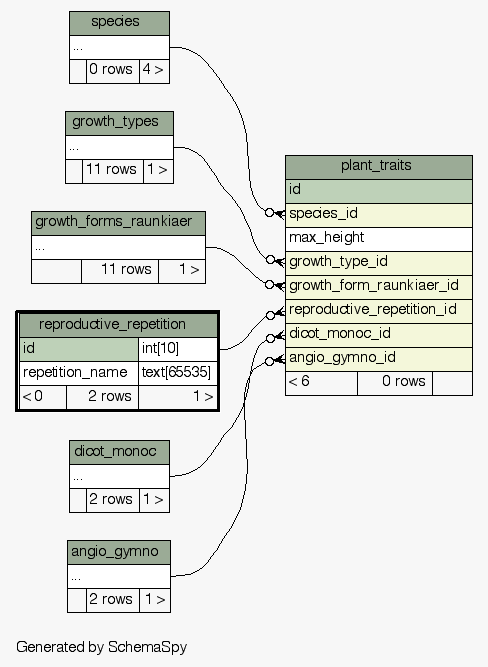 species
...
0 rows 4 >
growth_types
...
11 rows 1 >
growth_forms_raunkiaer
...
11 rows 1 >
reproductive_repetition
id int[10]
repetition_name text[65535]
< 0 2 rows 1 >
dicot_monoc
...
2 rows 1 >
angio_gymno
...
2 rows 1 >
plant_traits
id
species_id
max_height
growth_type_id
growth_form_raunkiaer_id
reproductive_repetition_id
dicot_monoc_id
angio_gymno_id
< 6 0 rows
Generated by SchemaSpy